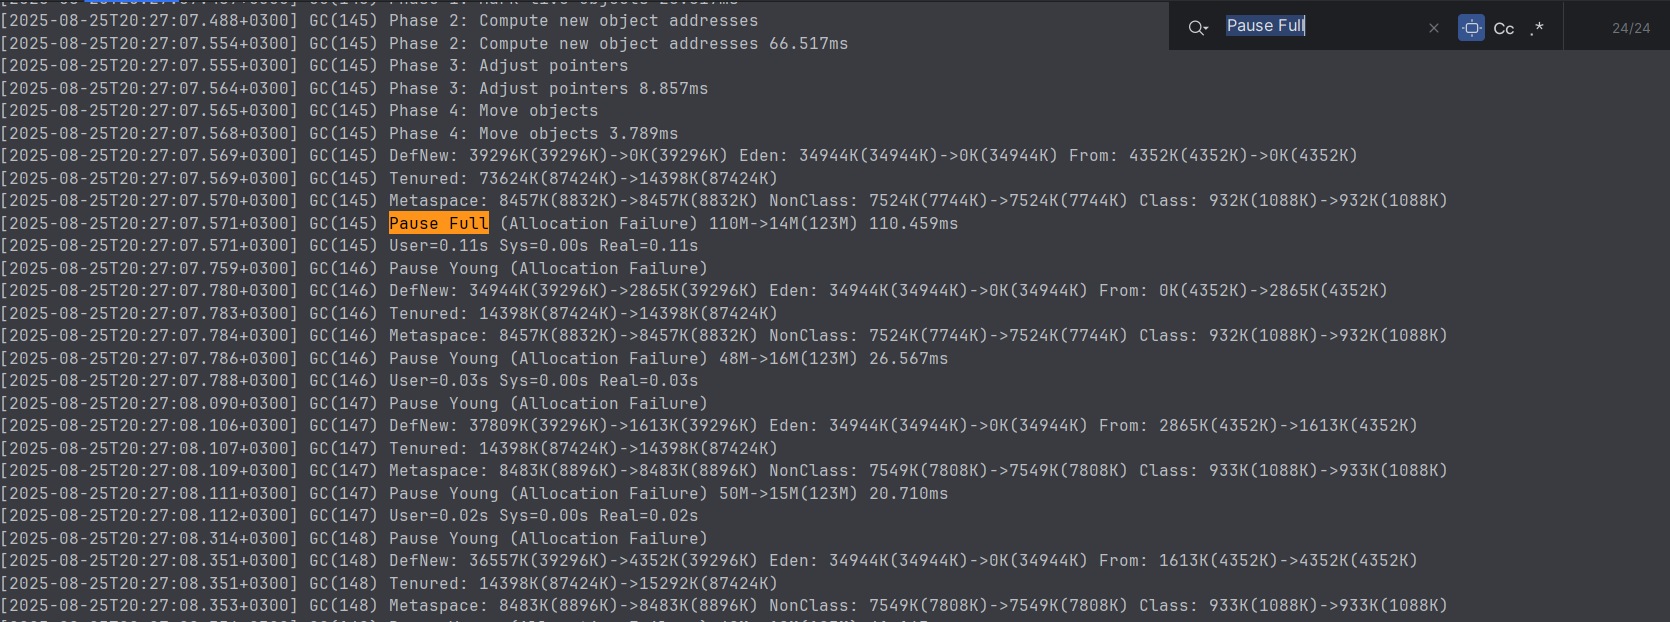 [2025-08-25T20:27:07.488+0300] GC(145) Phase 2: Compute new object addresses
Pause Full
Cc
.*
24/24
[2025-08-25T20:27:07.554+0300] GC(145) Phase 2: Compute new object addresses 66.517ms
[2025-08-25T20:27:07.555+0300] GC(145) Phase 3: Adjust pointers
[2025-08-25T20:27:07.564+0300] GC(145) Phase 3: Adjust pointers 8.857ms
[2025-08-25T20:27:07.565+0300] GC(145) Phase 4: Move objects
[2025-08-25T20:27:07.568+0300] GC(145) Phase 4: Move objects 3.789ms
[2025-08-25T20:27:07.569+0300] GC(145) DefNew: 39296K(39296K)->0K(39296K) Eden: 34944K(34944K)->0K(34944K) From: 4352K(4352K)->0K(4352K)
[2025-08-25T20:27:07.569+0300] GC(145) Tenured: 73624K(87424K)->14398K(87424K)
[2025-08-25T20:27:07.570+0300] GC(145) Metaspace: 8457K(8832K)->8457K(8832K) NonClass: 7524K(7744K)->7524K(7744K) Class: 932K(1088K)->932K(1088K)
[2025-08-25T20:27:07.571+0300] GC(145) Pause Full (Allocation Failure) 110M->14M(123M) 110.459ms
[2025-08-25T20:27:07.571+0300] GC(145) User=0.11s Sys=0.00s Real=0.11s
[2025-08-25T20:27:07.759+0300] GC(146) Pause Young (Allocation Failure)
[2025-08-25T20:27:07.780+0300] GC(146) DefNew: 34944K(39296K)->2865K(39296K) Eden: 34944K(34944K)->0K(34944K) From: 0K(4352K)->2865K(4352K)
[2025-08-25T20:27:07.783+0300] GC(146) Tenured: 14398K(87424K)->14398K(87424K)
[2025-08-25T20:27:07.784+0300] GC(146) Metaspace: 8457K(8832K)->8457K(8832K) NonClass: 7524K(7744K)->7524K(7744K) Class: 932K(1088K)->932K(1088K)
[2025-08-25T20:27:07.786+0300] GC(146) Pause Young (Allocation Failure) 48M->16M(123M) 26.567ms
[2025-08-25T20:27:07.788+0300] GC(146) User=0.03s Sys=0.00s Real=0.03s
[2025-08-25T20:27:08.090+0300] GC(147) Pause Young (Allocation Failure)
[2025-08-25T20:27:08.106+0300] GC(147) DefNew: 37809K(39296K)->1613K(39296K) Eden: 34944K(34944K)->0K(34944K) From: 2865K(4352K)->1613K(4352K)
[2025-08-25T20:27:08.107+0300] GC(147) Tenured: 14398K(87424K)->14398K(87424K)
[2025-08-25T20:27:08.109+0300] GC(147) Metaspace: 8483K(8896K)->8483K(8896K) NonClass: 7549K(7808K)->7549K(7808K) Class: 933K(1088K)->933K(1088K)
[2025-08-25T20:27:08.111+0300] GC(147) Pause Young (Allocation Failure) 50M->15M(123M) 20.710ms
[2025-08-25T20:27:08.112+0300] GC(147) User=0.02s Sys=0.00s Real=0.02s
[2025-08-25T20:27:08.314+0300] GC(148) Pause Young (Allocation Failure)
[2025-08-25T20:27:08.351+0300] GC(148) DefNew: 36557K(39296K)->4352K(39296K) Eden: 34944K(34944K)->0K(34944K) From: 1613K(4352K)->4352K(4352K)
[2025-08-25T20:27:08.351+0300] GC(148) Tenured: 14398K(87424K)->15292K(87424K)
[2025-08-25T20:27:08.353+0300] GC(148) Metaspace: 8483K(8896K)->8483K(8896K) NonClass: 7549K(7808K)->7549K(7808K) Class: 933K(1088K)->933K(1088K)